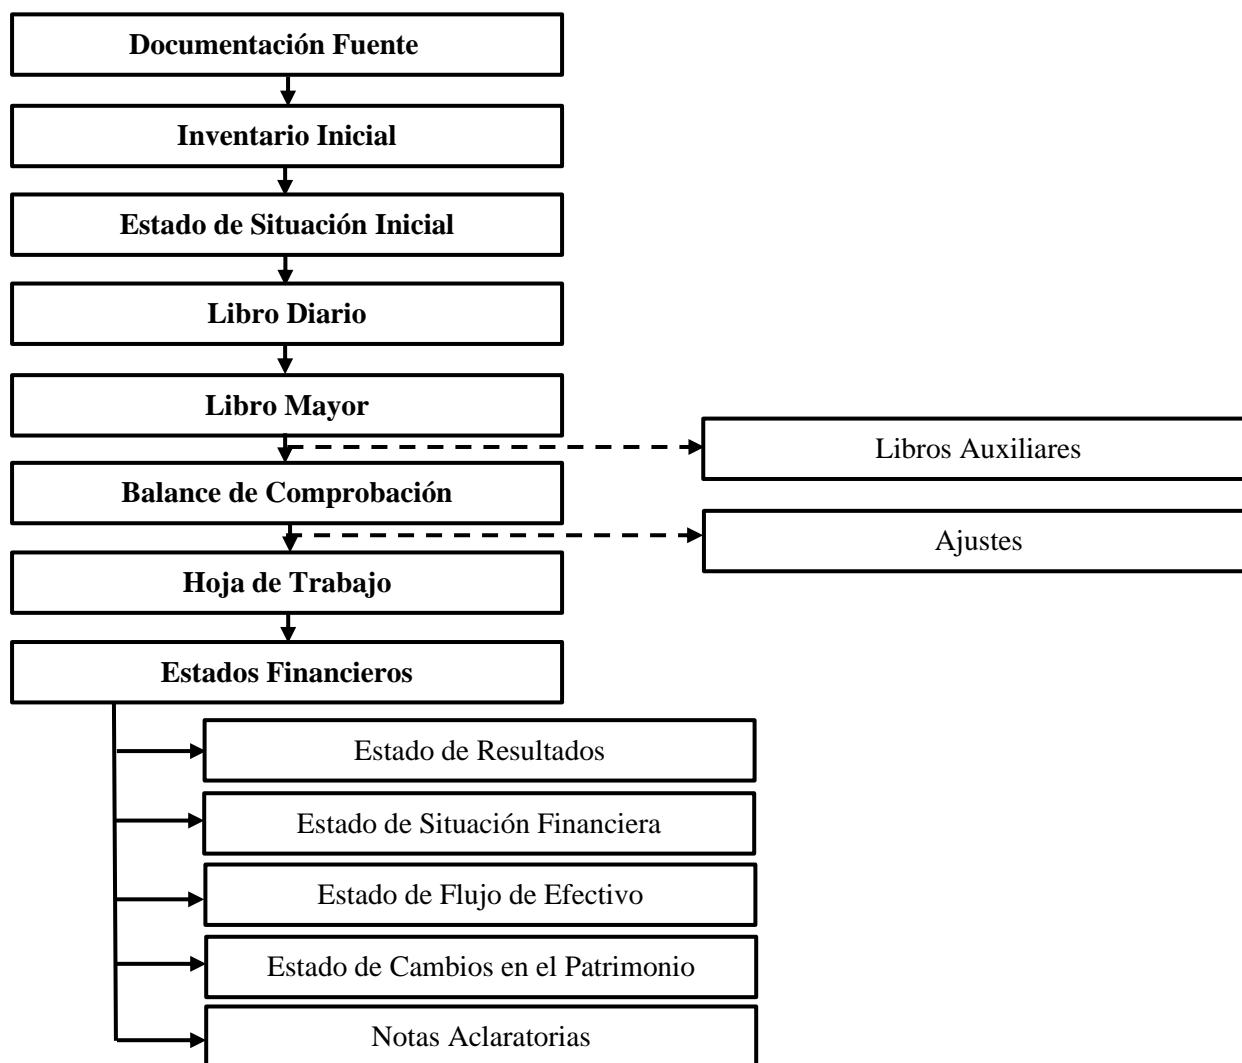 Documentación Fuente
Inventario Inicial
Estado de Situación Inicial
Libro Diario
Libro Mayor
Libros Auxiliares
Balance de Comprobación
Ajustes
Hoja de Trabajo
Estados Financieros
Estado de Resultados
Estado de Situación Financiera
Estado de Flujo de Efectivo
Estado de Cambios en el Patrimonio
Notas Aclaratorias